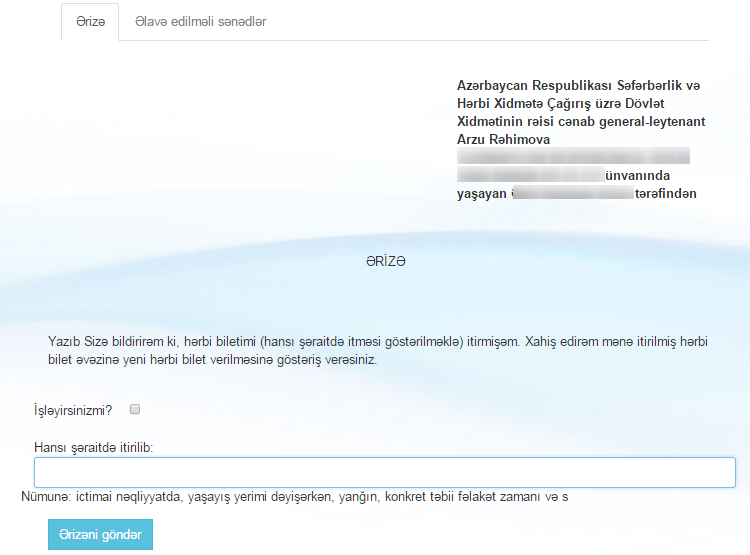 Ərizə
Əlavə edilməli sənədlər
Azərbaycan Respublikası Səfərbərlik və
Hərbi Xidmətə Çağırış üzrə Dövlət
Xidmətinin rəisi cənab general-leytenant
Arzu Rəhimova
ünvanında
yaşayan tərəfindən
ƏRİZƏ
Yazıb Sizə bildirirəm ki, hərbi biletimi (hansı şəraitdə itməsi göstərilməklə) itirmişəm. Xahiş edirəm mənə itirilmiş hərbi
bilet əvəzinə yeni hərbi bilet verilməsinə göstəriş verəsiniz.
İşləyirsinizmi?
Hansı şəraitdə itirilib:
Nümunə: ictimai nəqliyyatda, yaşayış yerimi dəyişərkən, yanğın, konkret təbii fəlakət zamanı və s
Ərizəni göndər